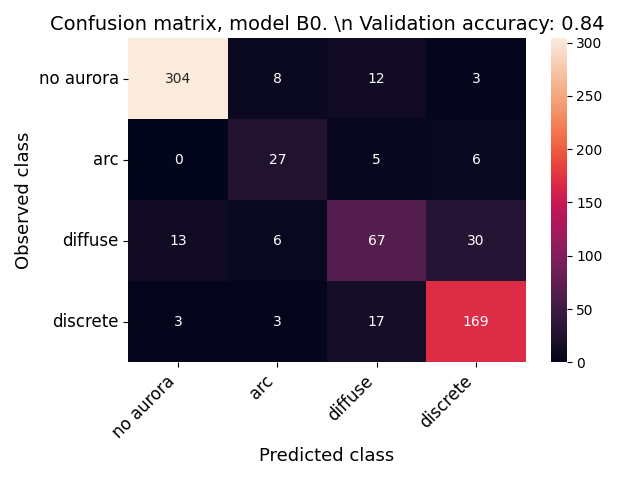 Confusion matrix, model B0. \n Validation accuracy: 0.84
no aurora 304 8 12 3
arc 0 27 5 6
diffuse 13 6 67 30
discrete 3 3 17 169
no aurora arc diffuse discrete
Predicted class
Observed class
300
250
200
150
100
50
0